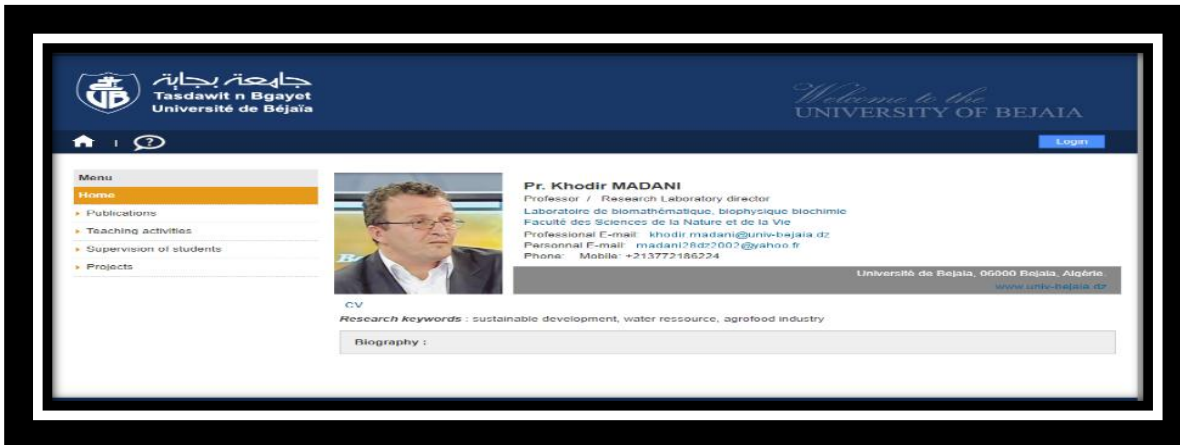 جامعة بجاية
Tasdawit n Bgayet
Université de Béjaïa
Welcome to the
UNIVERSITY OF BEJAIA
Login
Menu
Home
Publications
Teaching activities
Supervision of students
Projects
Pr. Khodir MADANI
Professor / Research Laboratory director
Laboratoire de biomathématique, biophysique biochimie
Faculté des Sciences de la Nature et de la Vie
Professional E-mail: khodir.madani@univ-bejaia.dz
Personnal E-mail: madani28dz2002@yahoo.fr
Phone: Mobile: +213772186224
Université de Bejaia, 06000 Bejaia, Algérie.
www.univ-bejaia.dz
CV
Research keywords : sustainable development, water ressource, agrofood industry
Biography :